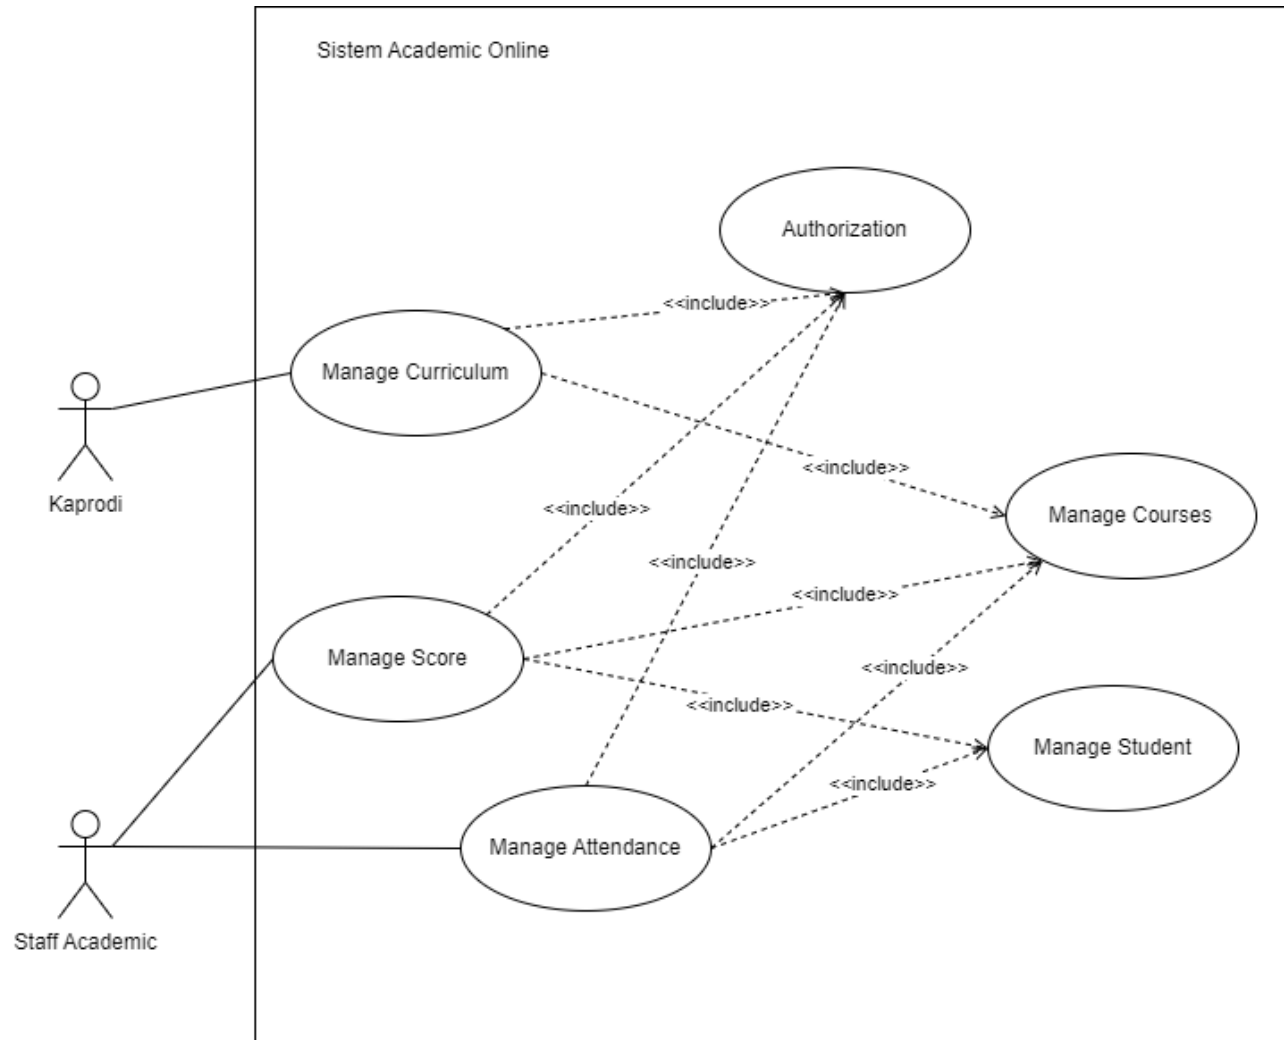 Sistem Academic Online
Authorization
<<include>>
Manage Curriculum
<<include>>
Kaprodi
<<include>>
Manage Courses
<<include>>
<<include>>
Manage Score
<<include>>
<<include>>
Manage Student
<<include>>
Manage Attendance
Staff Academic